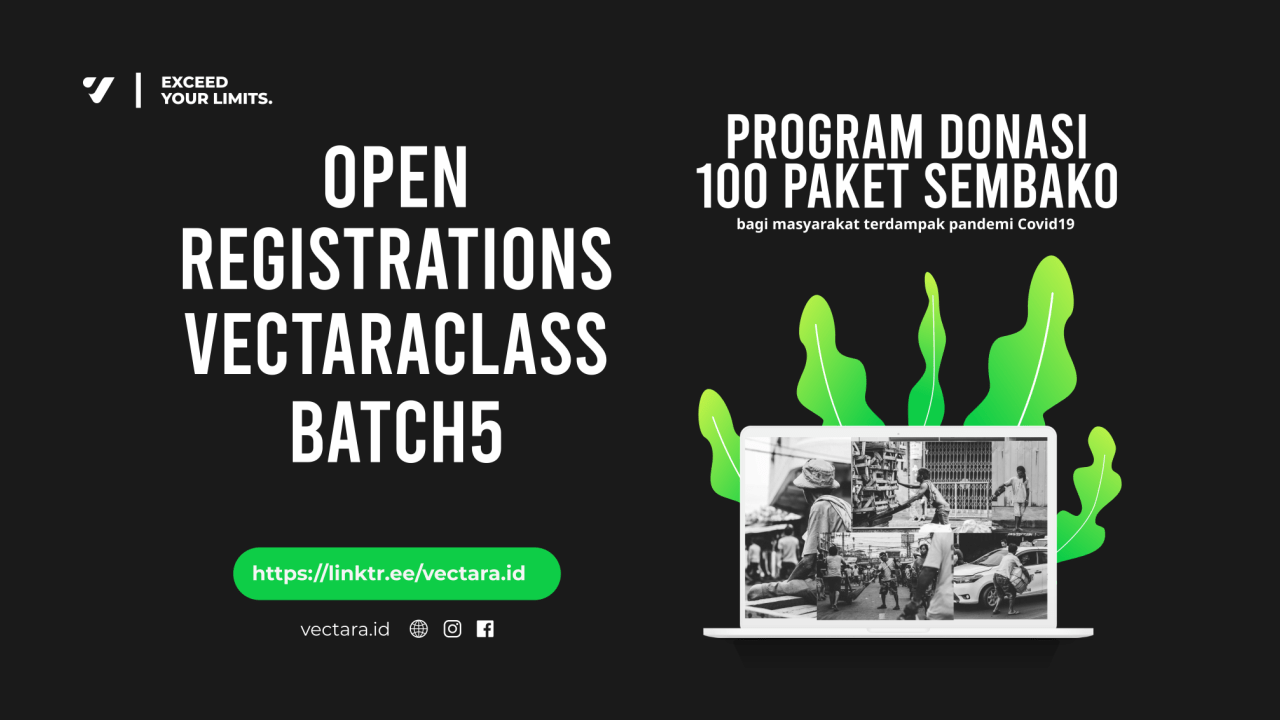 EXCEED
YOUR LIMITS.
OPEN
REGISTRATIONS
VECTARACLASS
BATCH5
https://linktr.ee/vectara.id
vectara.id
PROGRAM DONASI
100 PAKET SEMBAKO
bagi masyarakat terdampak pandemi Covid19